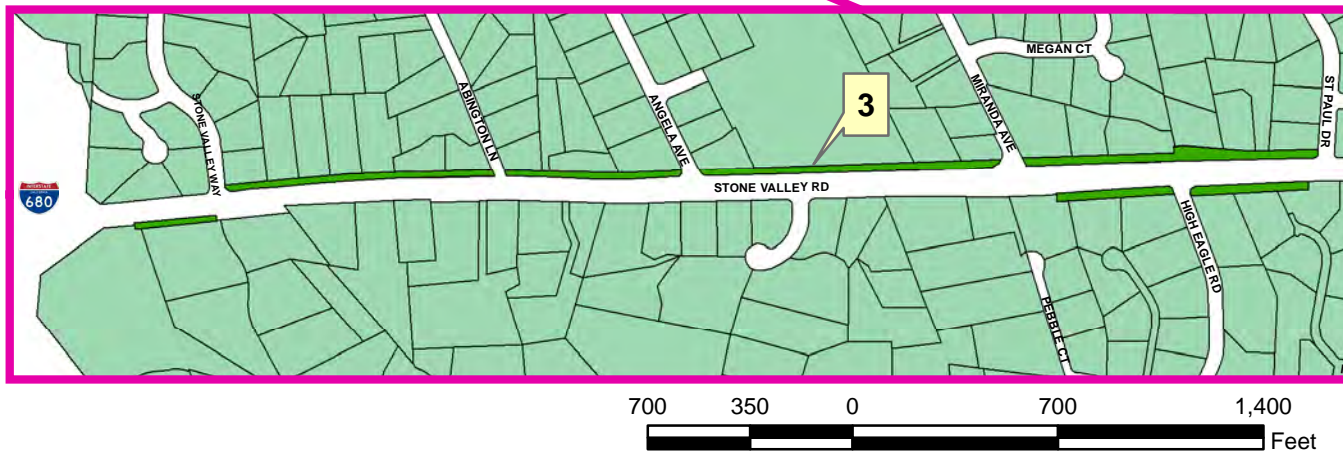 MEGAN CT
ST PAUL DR
STONE VALLEY WAY
ABINGTON LN
ANGELA AVE
3
MIRANDA AVE
STONE VALLEY RD
INTERSTATE
CALIFORNIA
680
HIGH EAGLE RD
PEBBLE CT
700 350 0 700 1,400
Feet